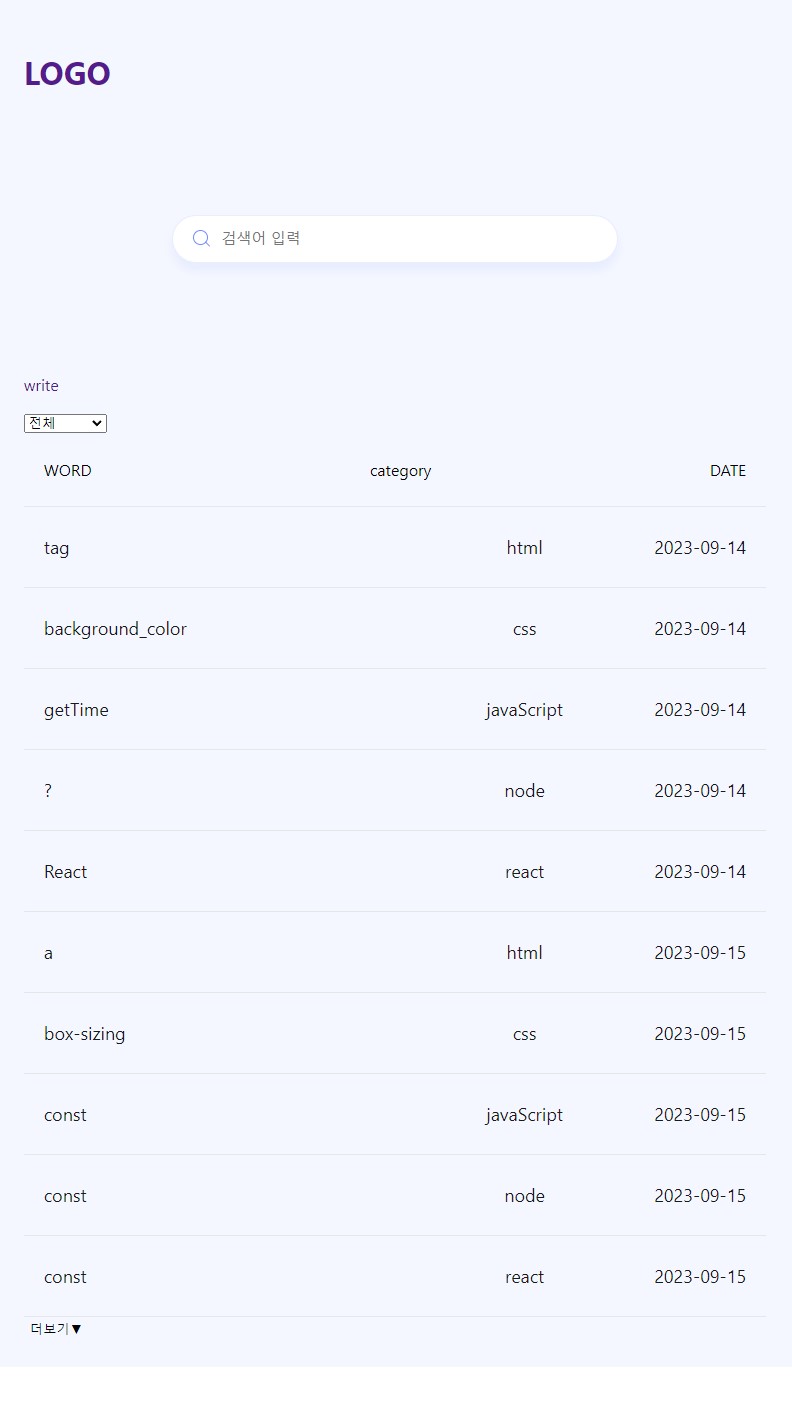 LOGO
검색어 입력
write
전체
WORD category DATE
tag html 2023-09-14
background_color css 2023-09-14
getTime javaScript 2023-09-14
? node 2023-09-14
React react 2023-09-14
a html 2023-09-15
box-sizing css 2023-09-15
const javaScript 2023-09-15
const node 2023-09-15
const react 2023-09-15
더보기▼